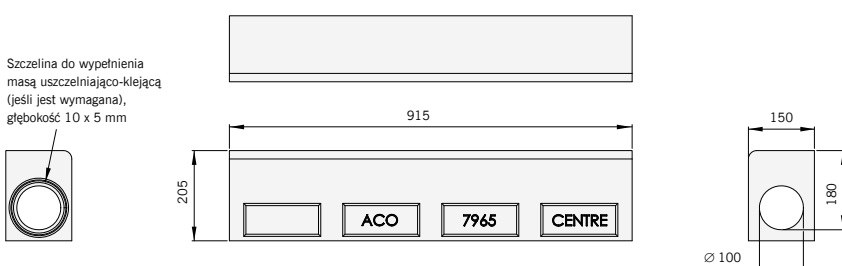 Szczelina do wypełnienia
masą uszczelniająco-klejącą
(jeśli jest wymagana),
głębokość 10 x 5 mm
915
150
205
180
ACO
7965
CENTRE
∅ 100